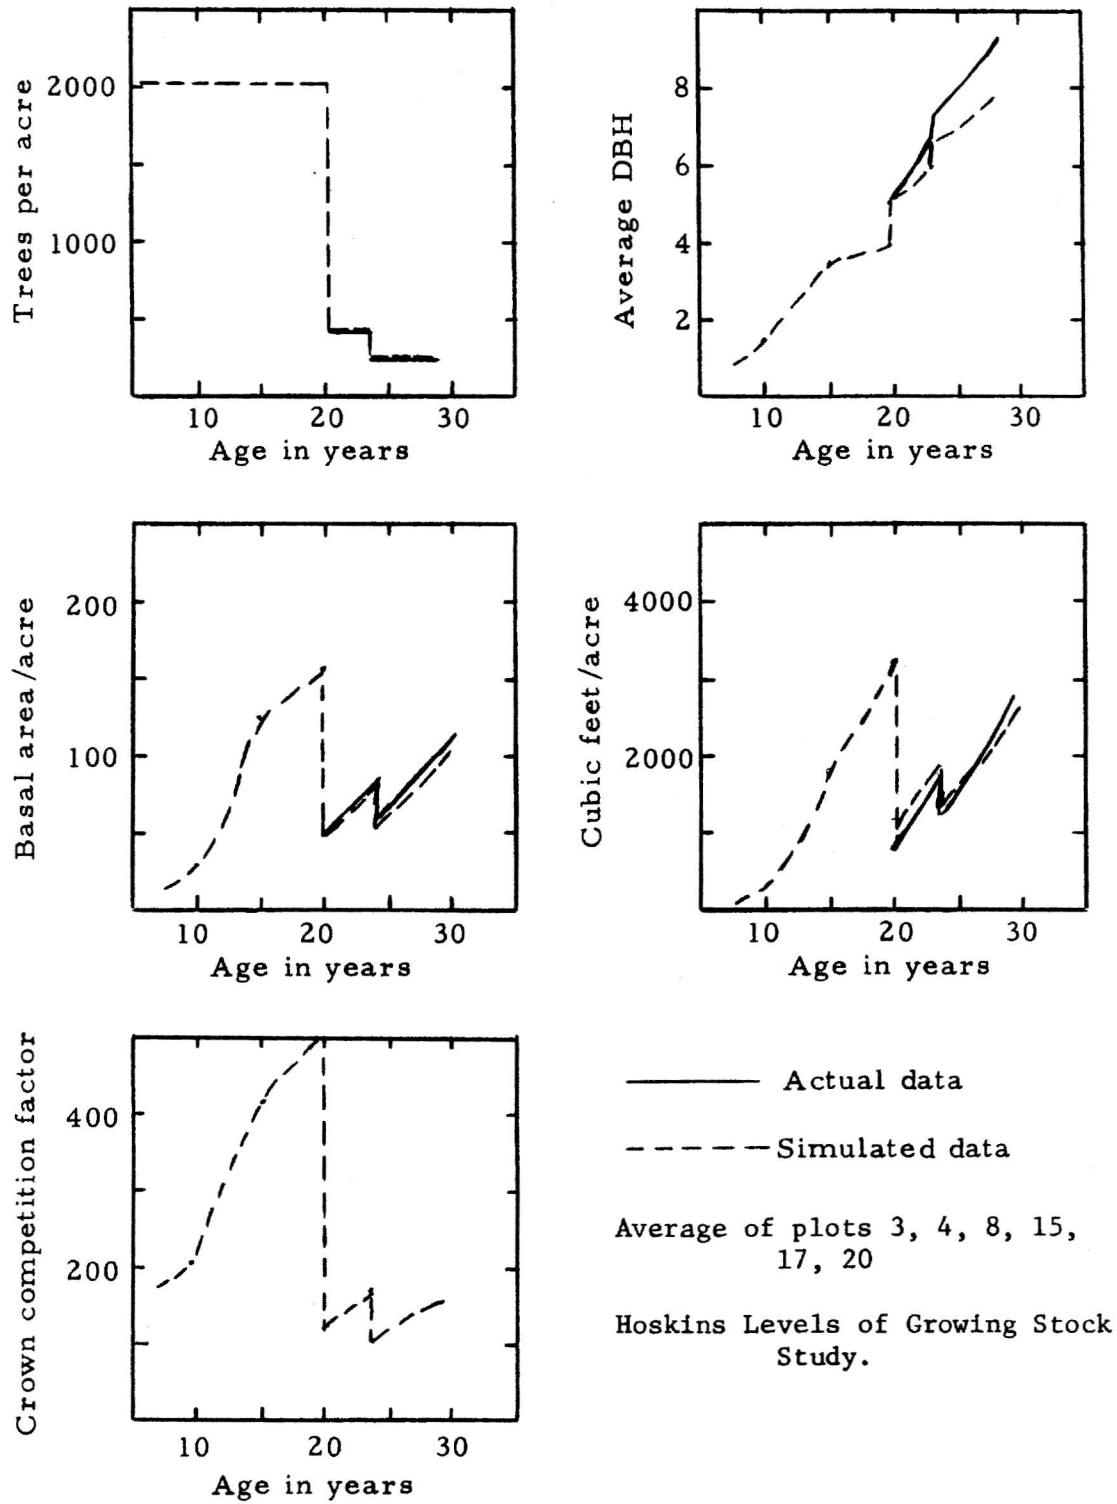 Trees per acre
2000
1000
10 20 30
Age in years
Average DBH
8
6
4
2
10 20 30
Age in years
Basal area/acre
200
100
10 20 30
Age in years
Cubic feet/acre
4000
2000
10 20 30
Age in years
Crown competition factor
400
200
10 20 30
Age in years
Actual data
Simulated data
Average of plots 3, 4, 8, 15,
17, 20
Hoskins Levels of Growing Stock
Study.